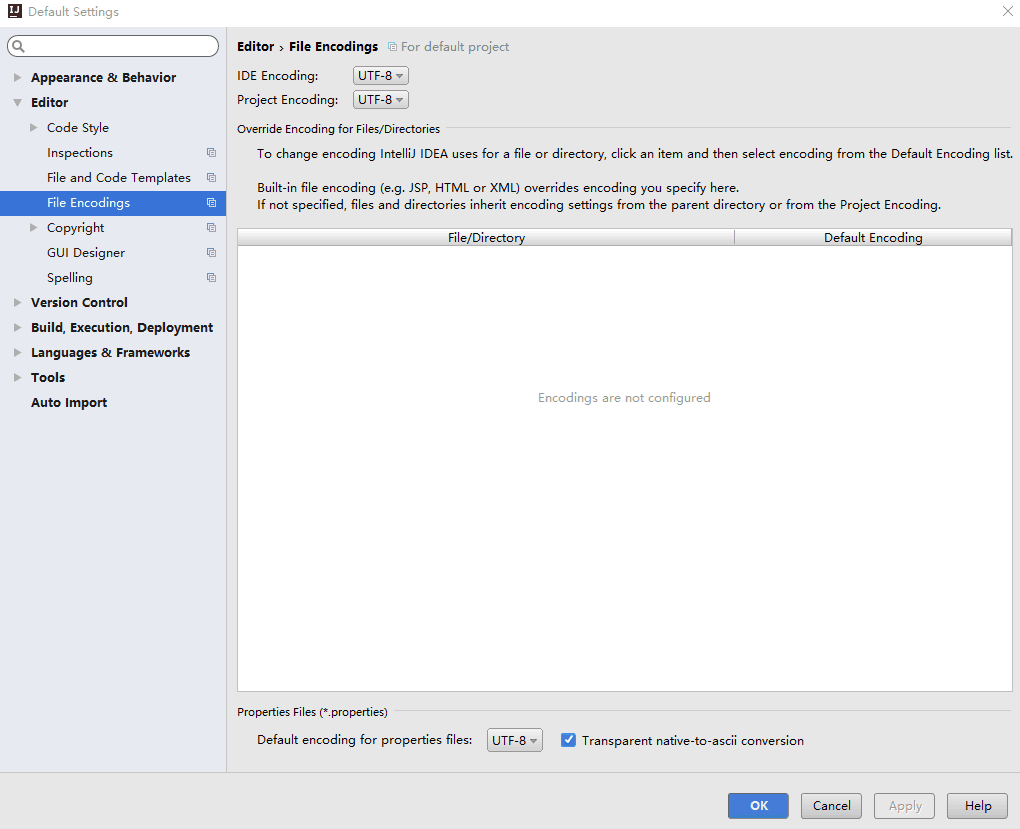 Default Settings
Appearance & Behavior
Editor
Code Style
Inspections
File and Code Templates
File Encodings
Copyright
GUI Designer
Spelling
Version Control
Build, Execution, Deployment
Languages & Frameworks
Tools
Auto Import
Editor › File Encodings For default project
IDE Encoding: UTF-8
Project Encoding: UTF-8
Override Encoding for Files/Directories
To change encoding IntelliJ IDEA uses for a file or directory, click an item and then select encoding from the Default Encoding list.
Built-in file encoding (e.g. JSP, HTML or XML) overrides encoding you specify here.
If not specified, files and directories inherit encoding settings from the parent directory or from the Project Encoding.
File/Directory Default Encoding
Encodings are not configured
Properties Files (*.properties)
Default encoding for properties files: UTF-8 Transparent native-to-ascii conversion
OK Cancel Apply Help